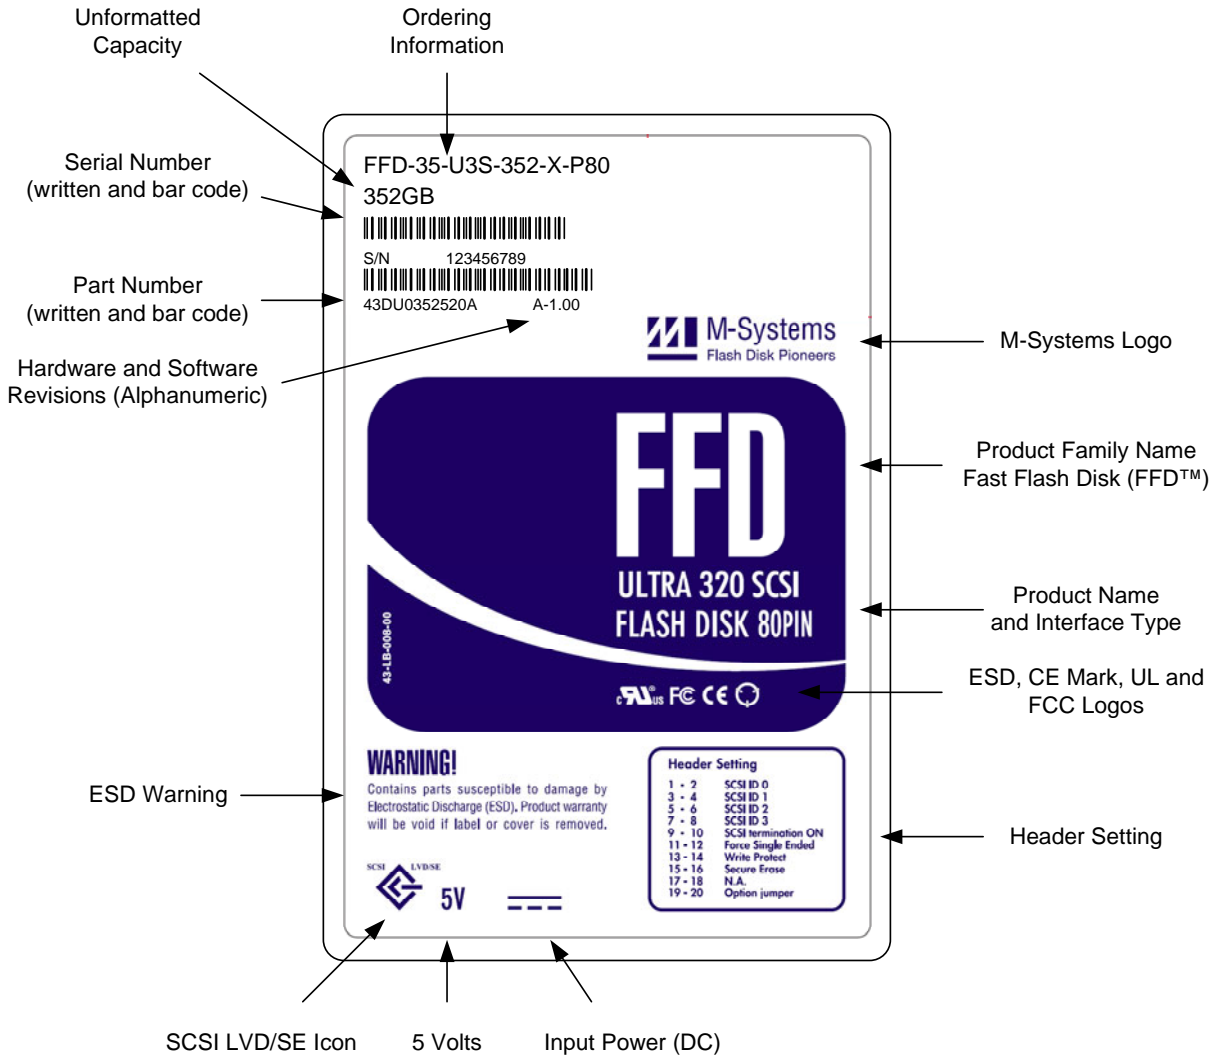 Unformatted
Capacity
Ordering
Information
Serial Number
(written and bar code)
Part Number
(written and bar code)
Hardware and Software
Revisions (Alphanumeric)
ESD Warning
FFD-35-U3S-352-X-P80
352GB
S/N 123456789
43DU0352520A A-1.00
M-Systems
Flash Disk Pioneers
FFD
ULTRA 320 SCSI
FLASH DISK 80PIN
43-LB-008-00
c RU ® US FC CE
WARNING!
Contains parts susceptible to damage by
Electrostatic Discharge (ESD). Product warranty
will be void if label or cover is removed.
SCSI LVD/SE
5V
Header Setting
1 - 2 SCSI ID 0
3 - 4 SCSI ID 1
5 - 6 SCSI ID 2
7 - 8 SCSI ID 3
9 - 10 SCSI termination ON
11 - 12 Force Single Ended
13 - 14 Write Protect
15 - 16 Secure Erase
17 - 18 N.A.
19 - 20 Option jumper
M-Systems Logo
Product Family Name
Fast Flash Disk (FFD™)
Product Name
and Interface Type
ESD, CE Mark, UL and
FCC Logos
Header Setting
SCSI LVD/SE Icon
5 Volts
Input Power (DC)